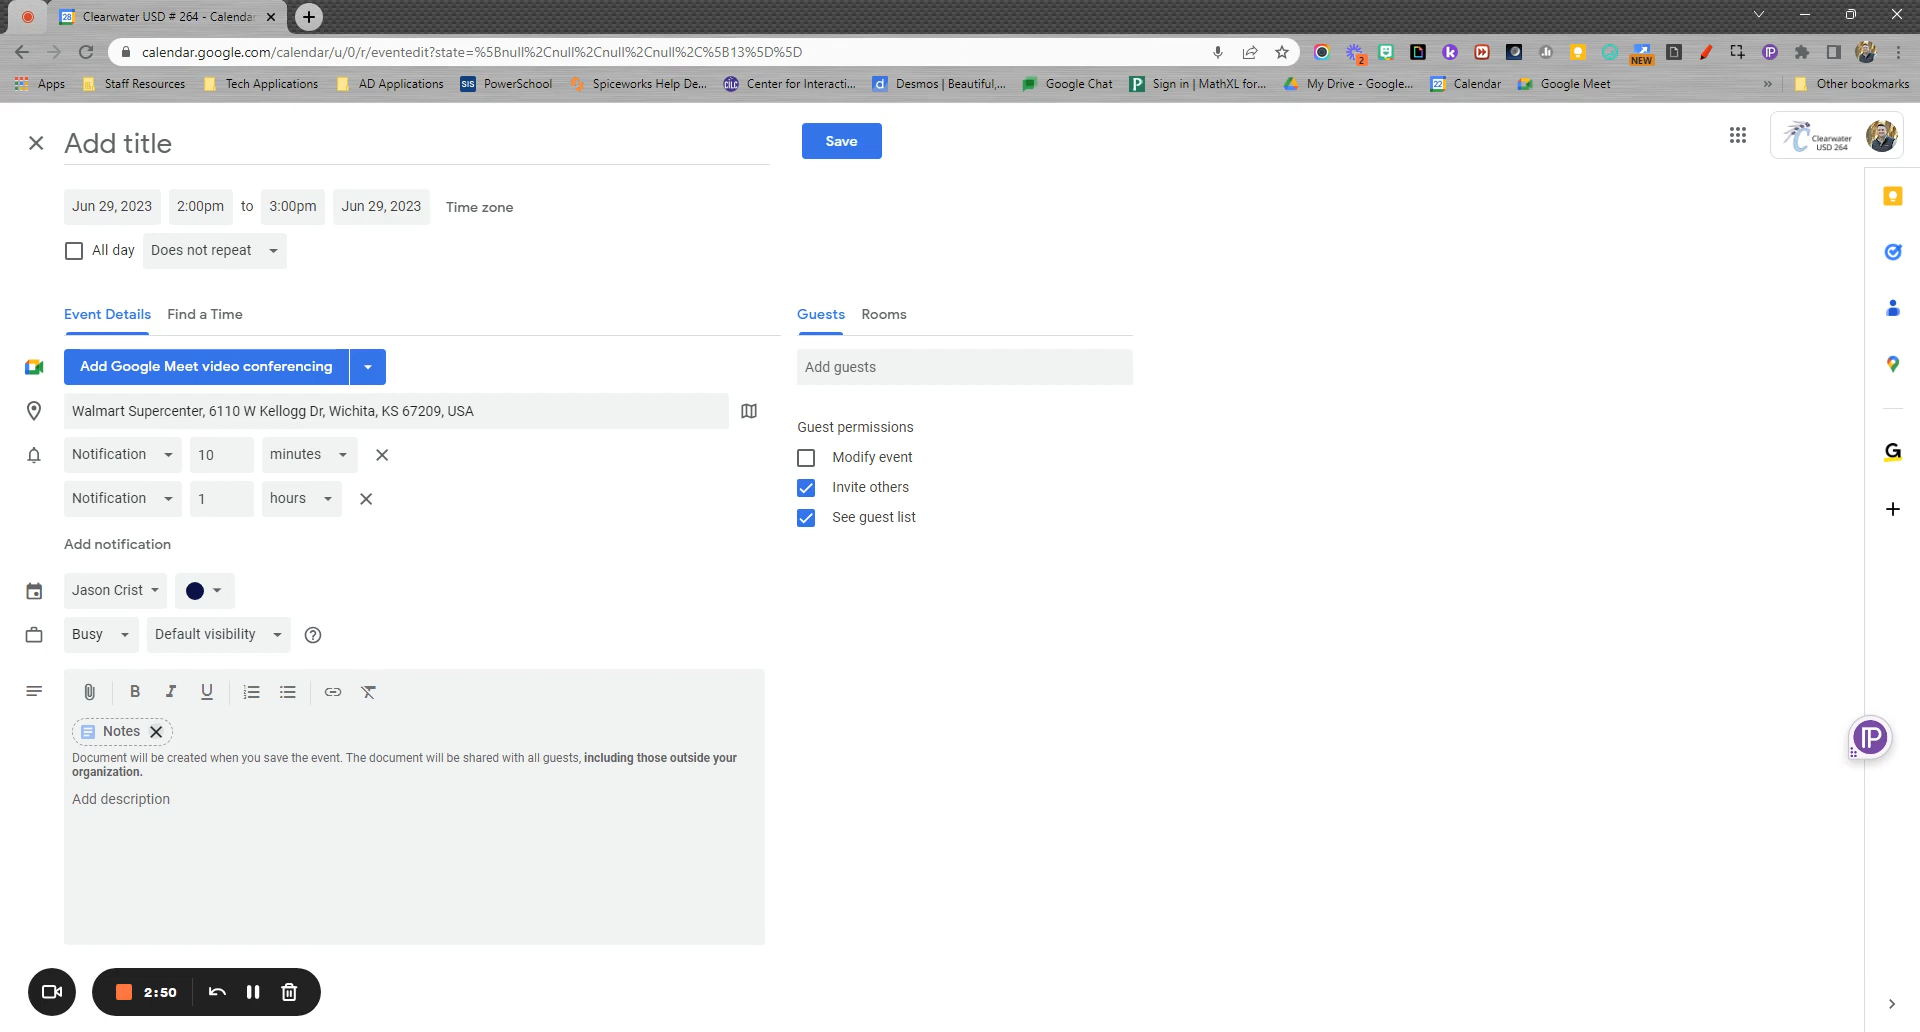 Clearwater USD # 264 - Calendar
calendar.google.com/calendar/u/0/r/eventedit?state=%5Bnull%2Cnull%2Cnull%2Cnull%2C%5B13%5D%5D
2
NEW
Apps
Staff Resources
Tech Applications
AD Applications
SIS PowerSchool
Spiceworks Help De...
CILC Center for Interacti...
d Desmos | Beautiful,...
Google Chat
Sign in | MathXL for...
My Drive - Google...
22 Calendar
Google Meet
»
Other bookmarks
Add title
Save
Clearwater
USD 264
Jun 29, 2023 2:00pm to 3:00pm Jun 29, 2023 Time zone
All day Does not repeat
Event Details Find a Time
Guests Rooms
Add Google Meet video conferencing
Add guests
Walmart Supercenter, 6110 W Kellogg Dr, Wichita, KS 67209, USA
Guest permissions
Notification 10 minutes
Modify event
Invite others
Notification 1 hours
See guest list
Add notification
Jason Crist
Busy Default visibility
B I U
Notes
Document will be created when you save the event. The document will be shared with all guests, including those outside your
organization.
Add description
2:50